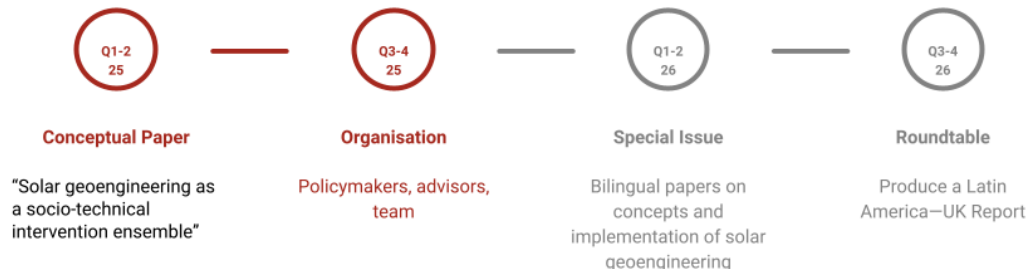 Q1-2
25
Q3-4
25
Q1-2
26
Q3-4
26
Conceptual Paper
Organisation
Special Issue
Roundtable
“Solar geoengineering as
a socio-technical
intervention ensemble”
Policymakers, advisors,
team
Bilingual papers on
concepts and
implementation of solar
geoengineering
Produce a Latin
America—UK Report